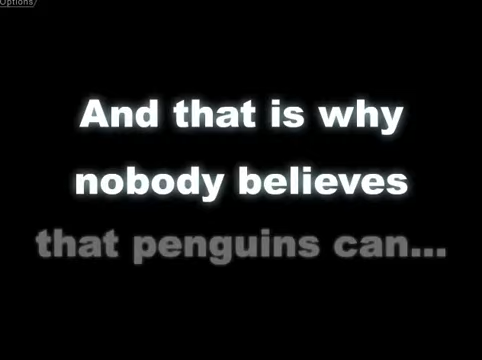 Options/
And that is why
nobody believes
that penguins can...